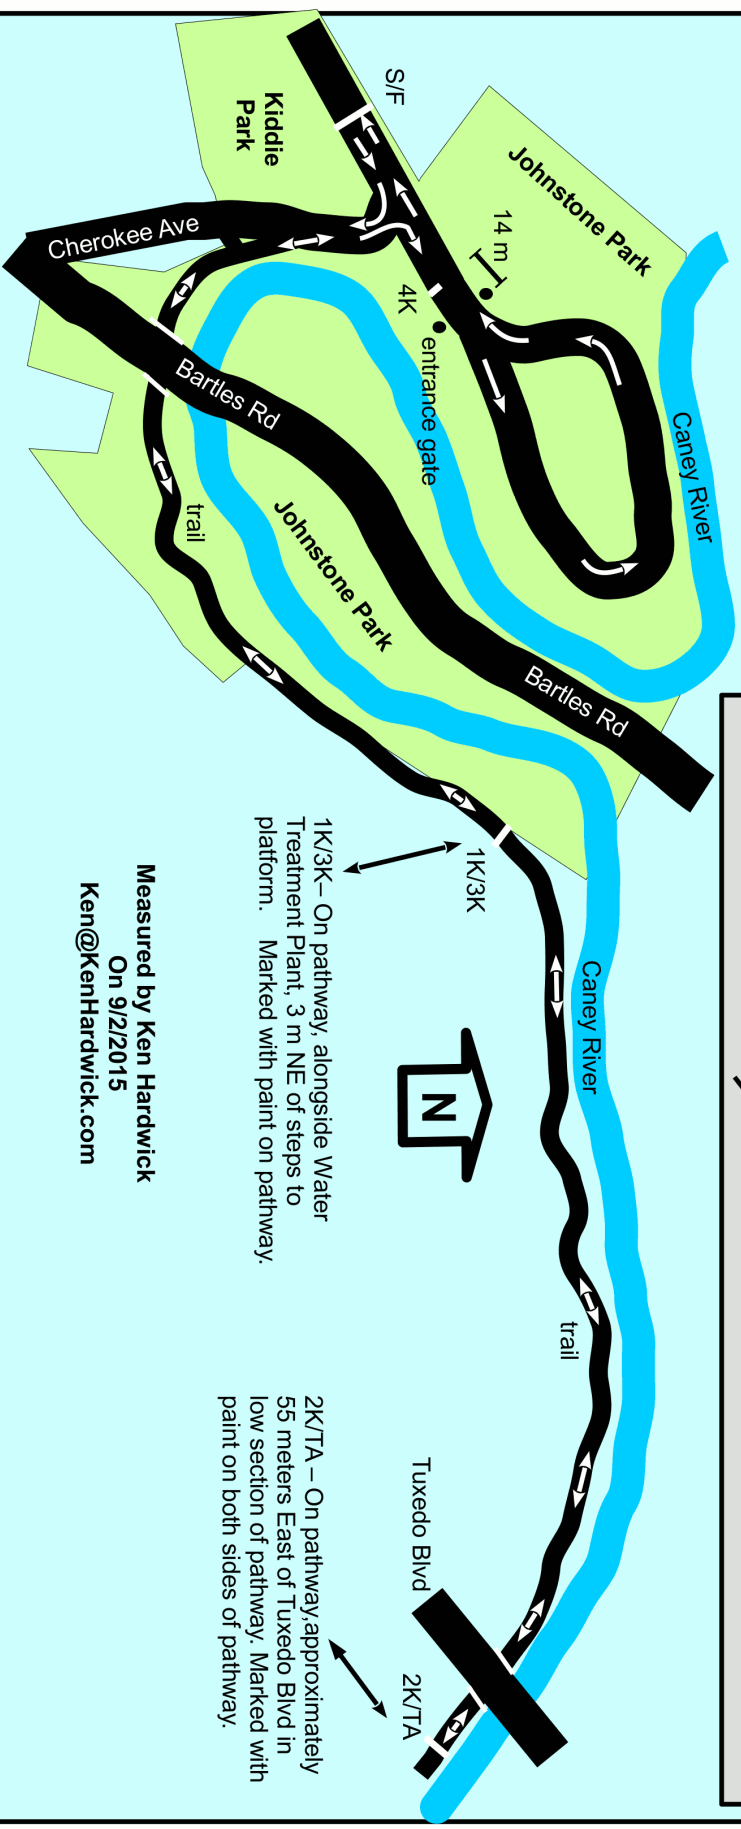 S/F
Kiddie
Park
Johnstone Park
14 m
Cherokee Ave
4K
entrance gate
Caney River
Bartles Rd
trail
Johnstone Park
Bartles Rd
1K/3K
1K/3K– On pathway, alongside Water
Treatment Plant, 3 m NE of steps to
platform. Marked with paint on pathway.
Measured by Ken Hardwick
On 9/2/2015
Ken@KenHardwick.com
Caney River
N
trail
Tuxedo Blvd
2K/TA
2K/TA – On pathway,approximately
55 meters East of Tuxedo Blvd in
low section of pathway. Marked with
paint on both sides of pathway.